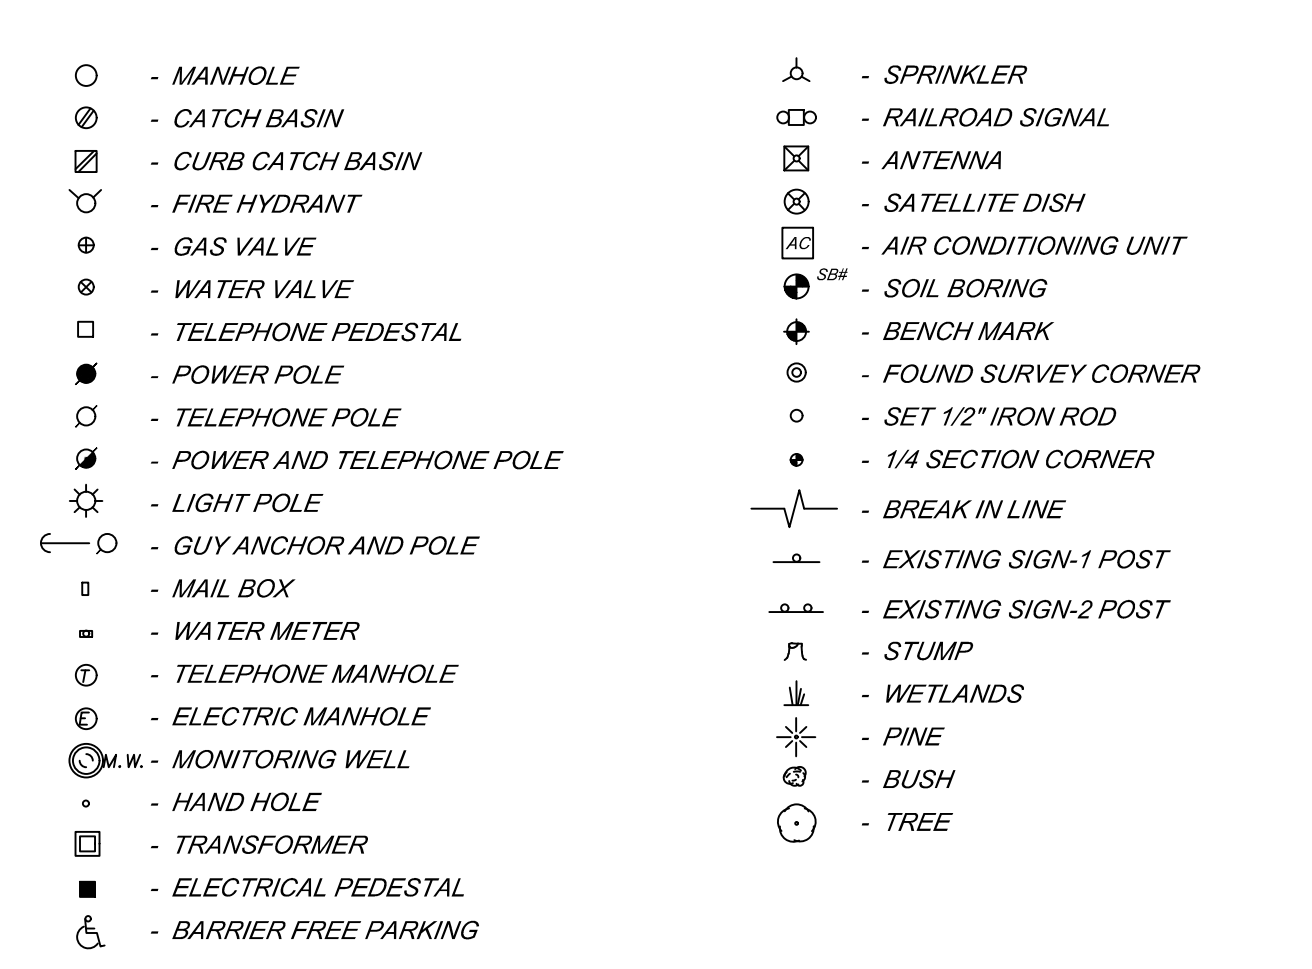 - MANHOLE
- CATCH BASIN
- CURB CATCH BASIN
- FIRE HYDRANT
- GAS VALVE
- WATER VALVE
- TELEPHONE PEDESTAL
- POWER POLE
- TELEPHONE POLE
- POWER AND TELEPHONE POLE
- LIGHT POLE
- GUY ANCHOR AND POLE
- MAIL BOX
- WATER METER
T - TELEPHONE MANHOLE
E - ELECTRIC MANHOLE
M.W. - MONITORING WELL
- HAND HOLE
- TRANSFORMER
- ELECTRICAL PEDESTAL
- BARRIER FREE PARKING
- SPRINKLER
- RAILROAD SIGNAL
- ANTENNA
- SATELLITE DISH
AC - AIR CONDITIONING UNIT
SB# - SOIL BORING
- BENCH MARK
- FOUND SURVEY CORNER
- SET 1/2" IRON ROD
- 1/4 SECTION CORNER
- BREAK IN LINE
- EXISTING SIGN-1 POST
- EXISTING SIGN-2 POST
- STUMP
- WETLANDS
- PINE
- BUSH
- TREE